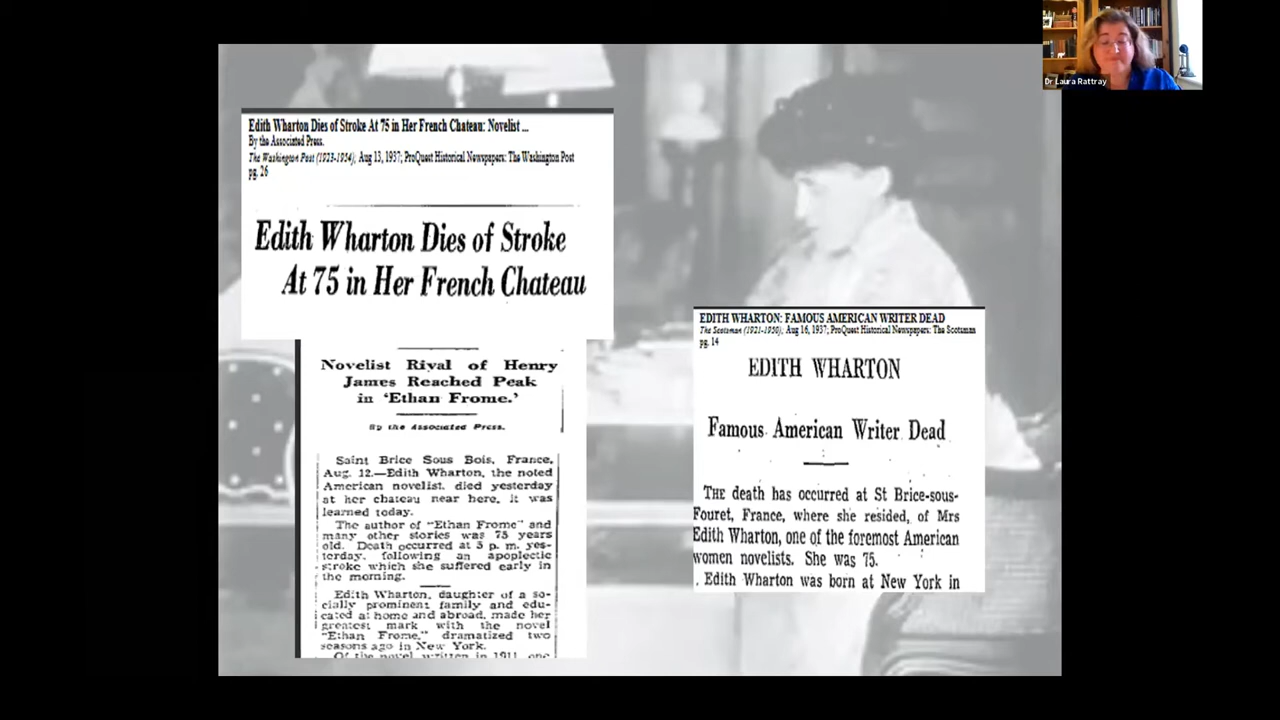 Dr Laura Rattray
Edith Wharton Dies of Stroke At 75 in Her French Chateau: Novelist ...
By the Associated Press.
The Washington Post (1923-1954); Aug 13, 1937; ProQuest Historical Newspapers: The Washington Post
pg. 26
Edith Wharton Dies of Stroke
At 75 in Her French Chateau
Novelist Rival of Henry
James Reached Peak
in 'Ethan Frome.'
By the Associated Press.
Saint Brice Sous Bois, France,
Aug. 12.—Edith Wharton, the noted
American novelist, died yesterday
at her chateau near here, it was
learned today.
The author of "Ethan Frome" and
many other stories was 75 years
old. Death occurred at 5 p. m. yes-
terday, following an apoplectic
stroke which she suffered early in
the morning.
Edith Wharton, daughter of a so-
cially prominent family and edu-
cated at home and abroad, made her
greatest mark with the novel
"Ethan Frome," dramatized two
seasons ago in New York.
Of the novel, written in 1911, one
EDITH WHARTON: FAMOUS AMERICAN WRITER DEAD
The Scotsman (1921-1950); Aug 16, 1937; ProQuest Historical Newspapers: The Scotsman
pg. 14
EDITH WHARTON
Famous American Writer Dead
THE death has occurred at St Brice-sous-
Fouret, France, where she resided, of Mrs
Edith Wharton, one of the foremost American
women novelists. She was 75.
Edith Wharton was born at New York in